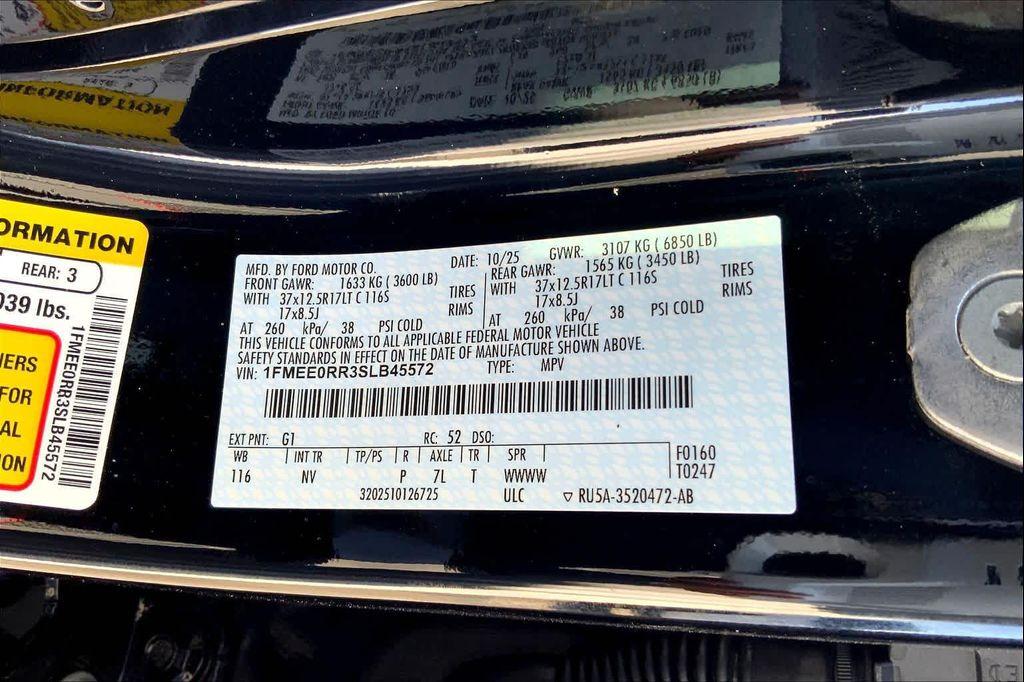 ORMATION
REAR: 3
039 lbs.
IERS
FOR
AL
ION
1FMEE0RR3SLB45572
MFD. BY FORD MOTOR CO.
DATE: 10/25
GVWR: 3107 KG ( 6850 LB)
FRONT GAWR: 1633 KG ( 3600 LB)
WITH 37x12.5R17LT C 116S TIRES
17x8.5J RIMS
AT 260 kPa/ 38 PSI COLD
REAR GAWR: 1565 KG ( 3450 LB)
WITH 37x12.5R17LT C 116S TIRES
17x8.5J RIMS
AT 260 kPa/ 38 PSI COLD
THIS VEHICLE CONFORMS TO ALL APPLICABLE FEDERAL MOTOR VEHICLE
SAFETY STANDARDS IN EFFECT ON THE DATE OF MANUFACTURE SHOWN ABOVE.
VIN: 1FMEE0RR3SLB45572 TYPE: MPV
EXT PNT: G1 RC: 52 DSO:
WB INT TR TP/PS R AXLE TR SPR F0160
116 NV P 7L T WWWW T0247
3202510126725 ULC ▽ RU5A-3520472-AB